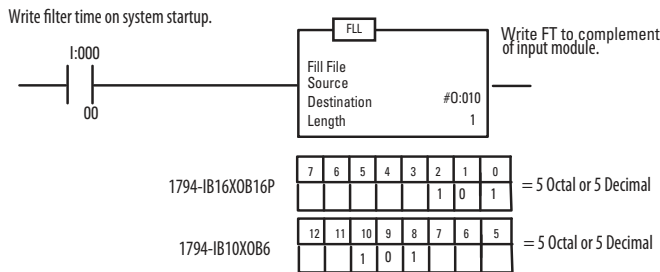 Write filter time on system startup.
FLL
Write FT to complement
of input module.
I:000
00
Fill File
Source
Destination #O:010
Length 1
1794-IB16XOB16P
7 6 5 4 3 2 1 0
1 0 1
= 5 Octal or 5 Decimal
1794-IB10XOB6
12 11 10 9 8 7 6 5
1 0 1
= 5 Octal or 5 Decimal